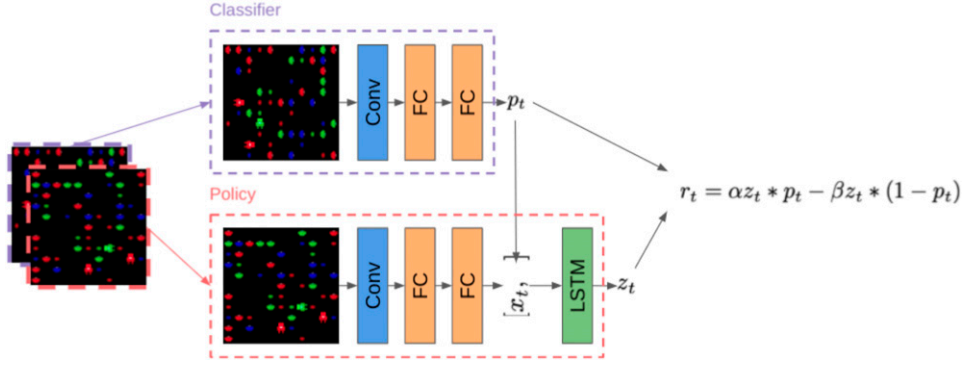 Classifier
Conv
FC
FC
p_t
r_t = αz_t * p_t − βz_t * (1 − p_t)
Policy
Conv
FC
FC
[x_t, ]
LSTM
z_t